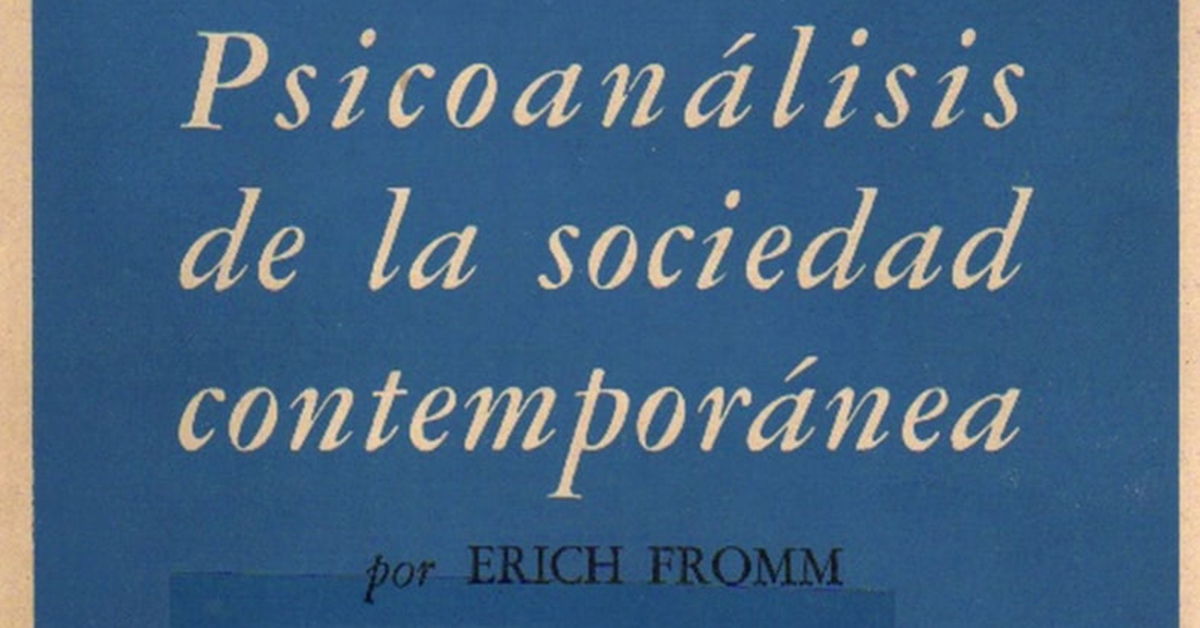 Psicoanálisis
de la sociedad
contemporánea
por ERICH FROMM